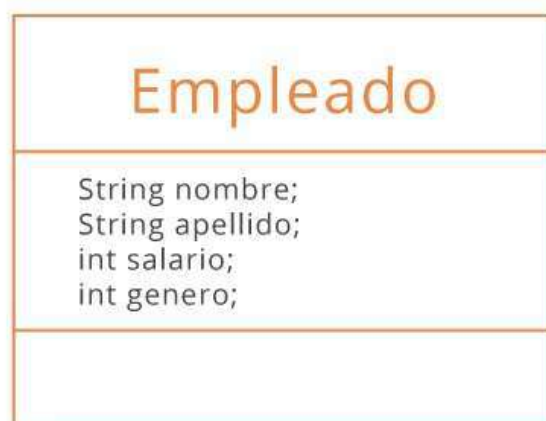 Empleado
String nombre;
String apellido;
int salario;
int genero;